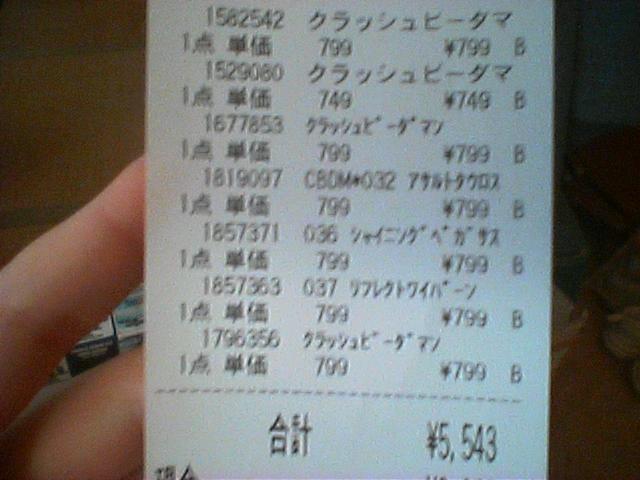 1582542 クラッシュビーダマ
1点 単価 799 ¥799 B
1529080 クラッシュビーダマ
1点 単価 749 ¥749 B
1677853 ｸﾗｯｼｭﾋﾞｰﾀﾞﾏﾝ
1点 単価 799 ¥799 B
1819097 CBDM*032 ｱｻﾙﾄﾀｳﾛｽ
1点 単価 799 ¥799 B
1857371 036 ｼｬｲﾆﾝｸﾞﾍﾟｶﾞｻｽ
1点 単価 799 ¥799 B
1857363 037 ﾘﾌﾚｸﾄﾜｲﾊﾞｰﾝ
1点 単価 799 ¥799 B
1796356 ｸﾗｯｼｭﾋﾞｰﾀﾞﾏﾝ
1点 単価 799 ¥799 B
合計 ¥5,543